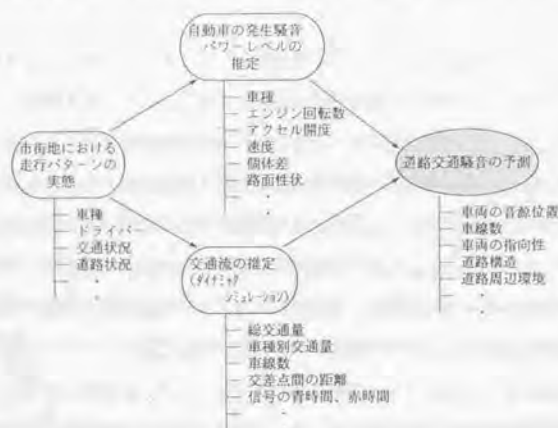 自動車の発生騒音
パワーレベルの
推定
車種
エンジン回転数
アクセル開度
速度
個体差
路面性状
・
・
市街地における
走行パターンの
実態
車種
ドライバー
交通状況
道路状況
・
・
道路交通騒音の予測
車両の音源位置
車線数
車両の指向性
道路構造
道路周辺環境
・
・
交通流の推定
(ダイナミック
シミュレーション)
総交通量
車種別交通量
車線数
交差点間の距離
信号の青時間、赤時間
・